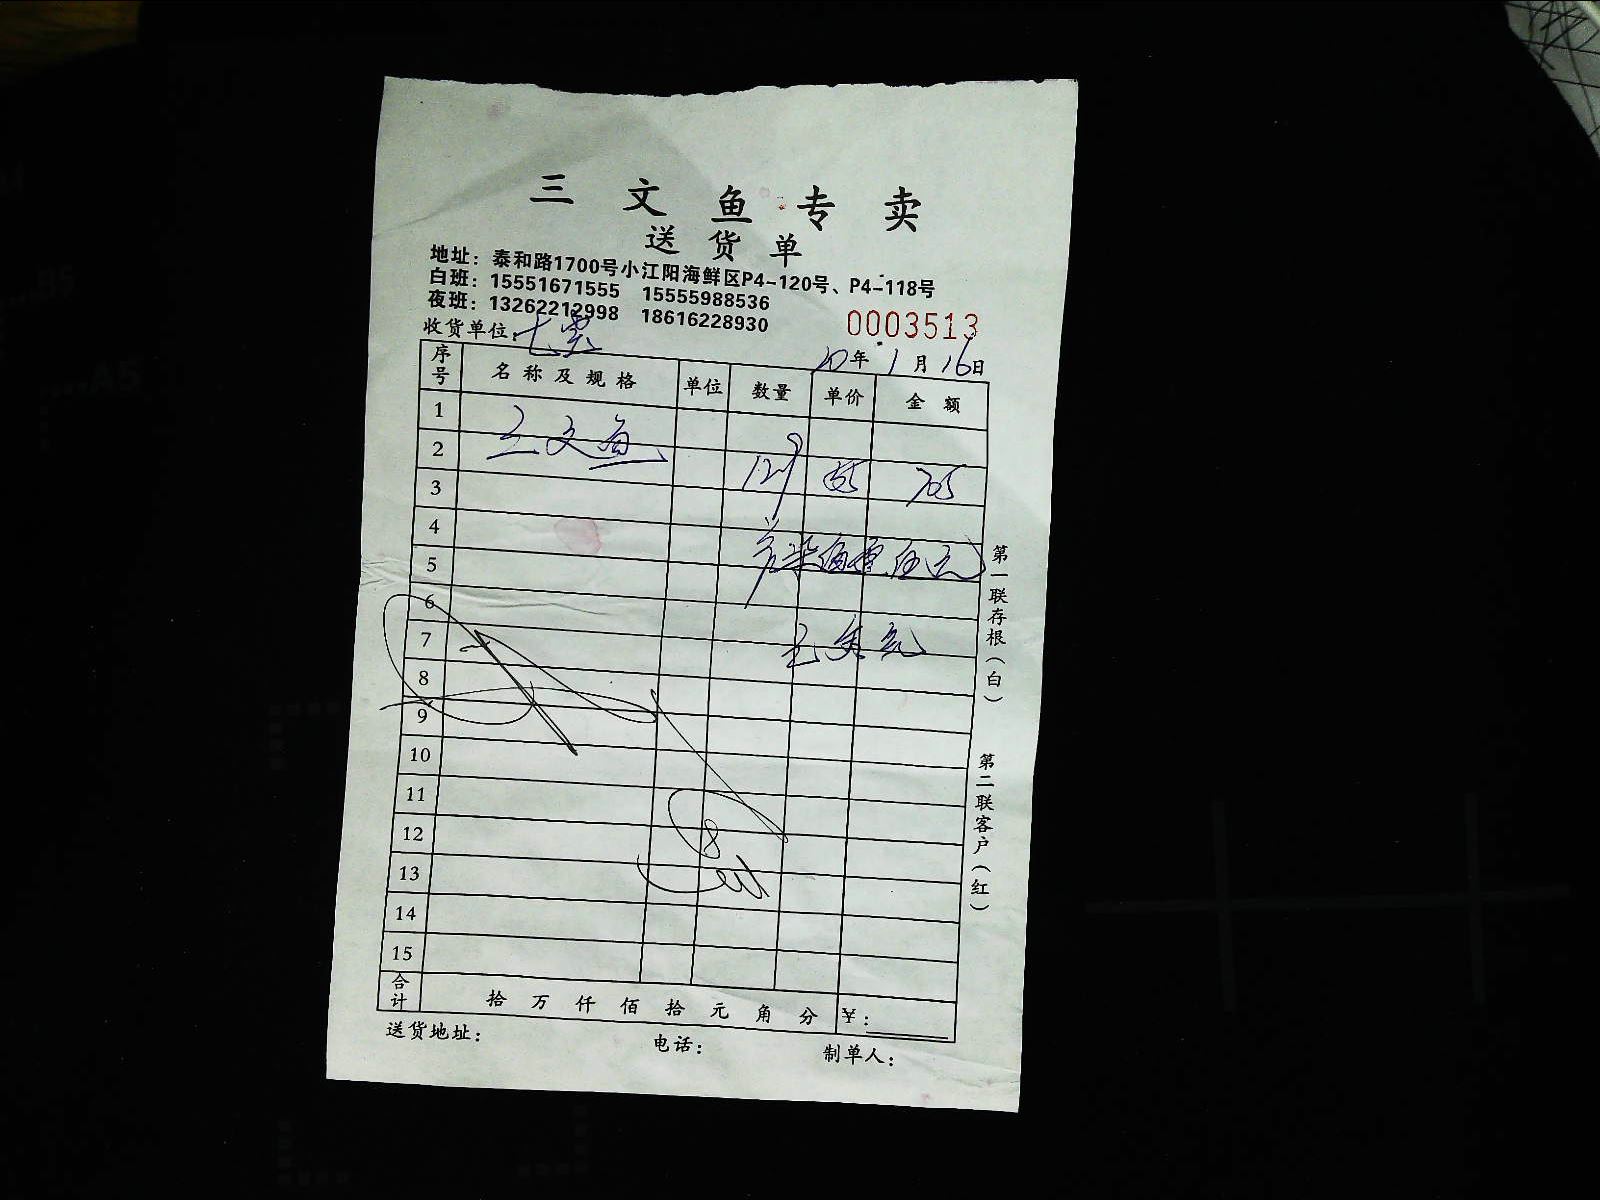 三文鱼专卖
送货单
地址：泰和路1700号小江阳海鲜区P4-120号、P4-118号
白班：15551671555 15555988536
夜班：13262212998 18616228930
0003513
收货单位：
20年1月16日
序号 名称及规格 单位 数量 单价 金额
1
2 三文鱼 705
3
4
5
6
7
8
9
10
11
12
13
14
15
合计 拾万仟佰拾元角分 ¥：
送货地址： 电话： 制单人：
第一联存根（白）
第二联客户（红）